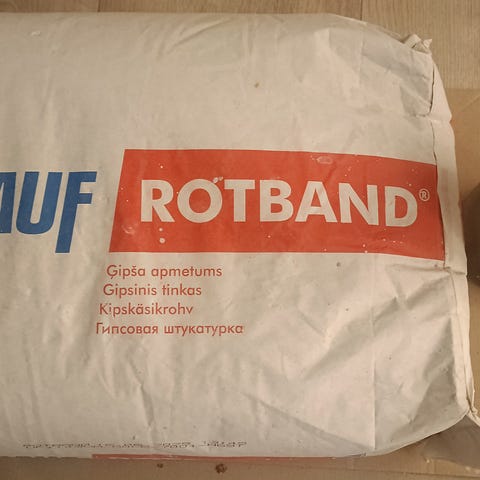 AUF ROTBAND®
Ģipša apmetums
Gipsinis tinkas
Kipskäsikrohv
Гипсовая штукатурка